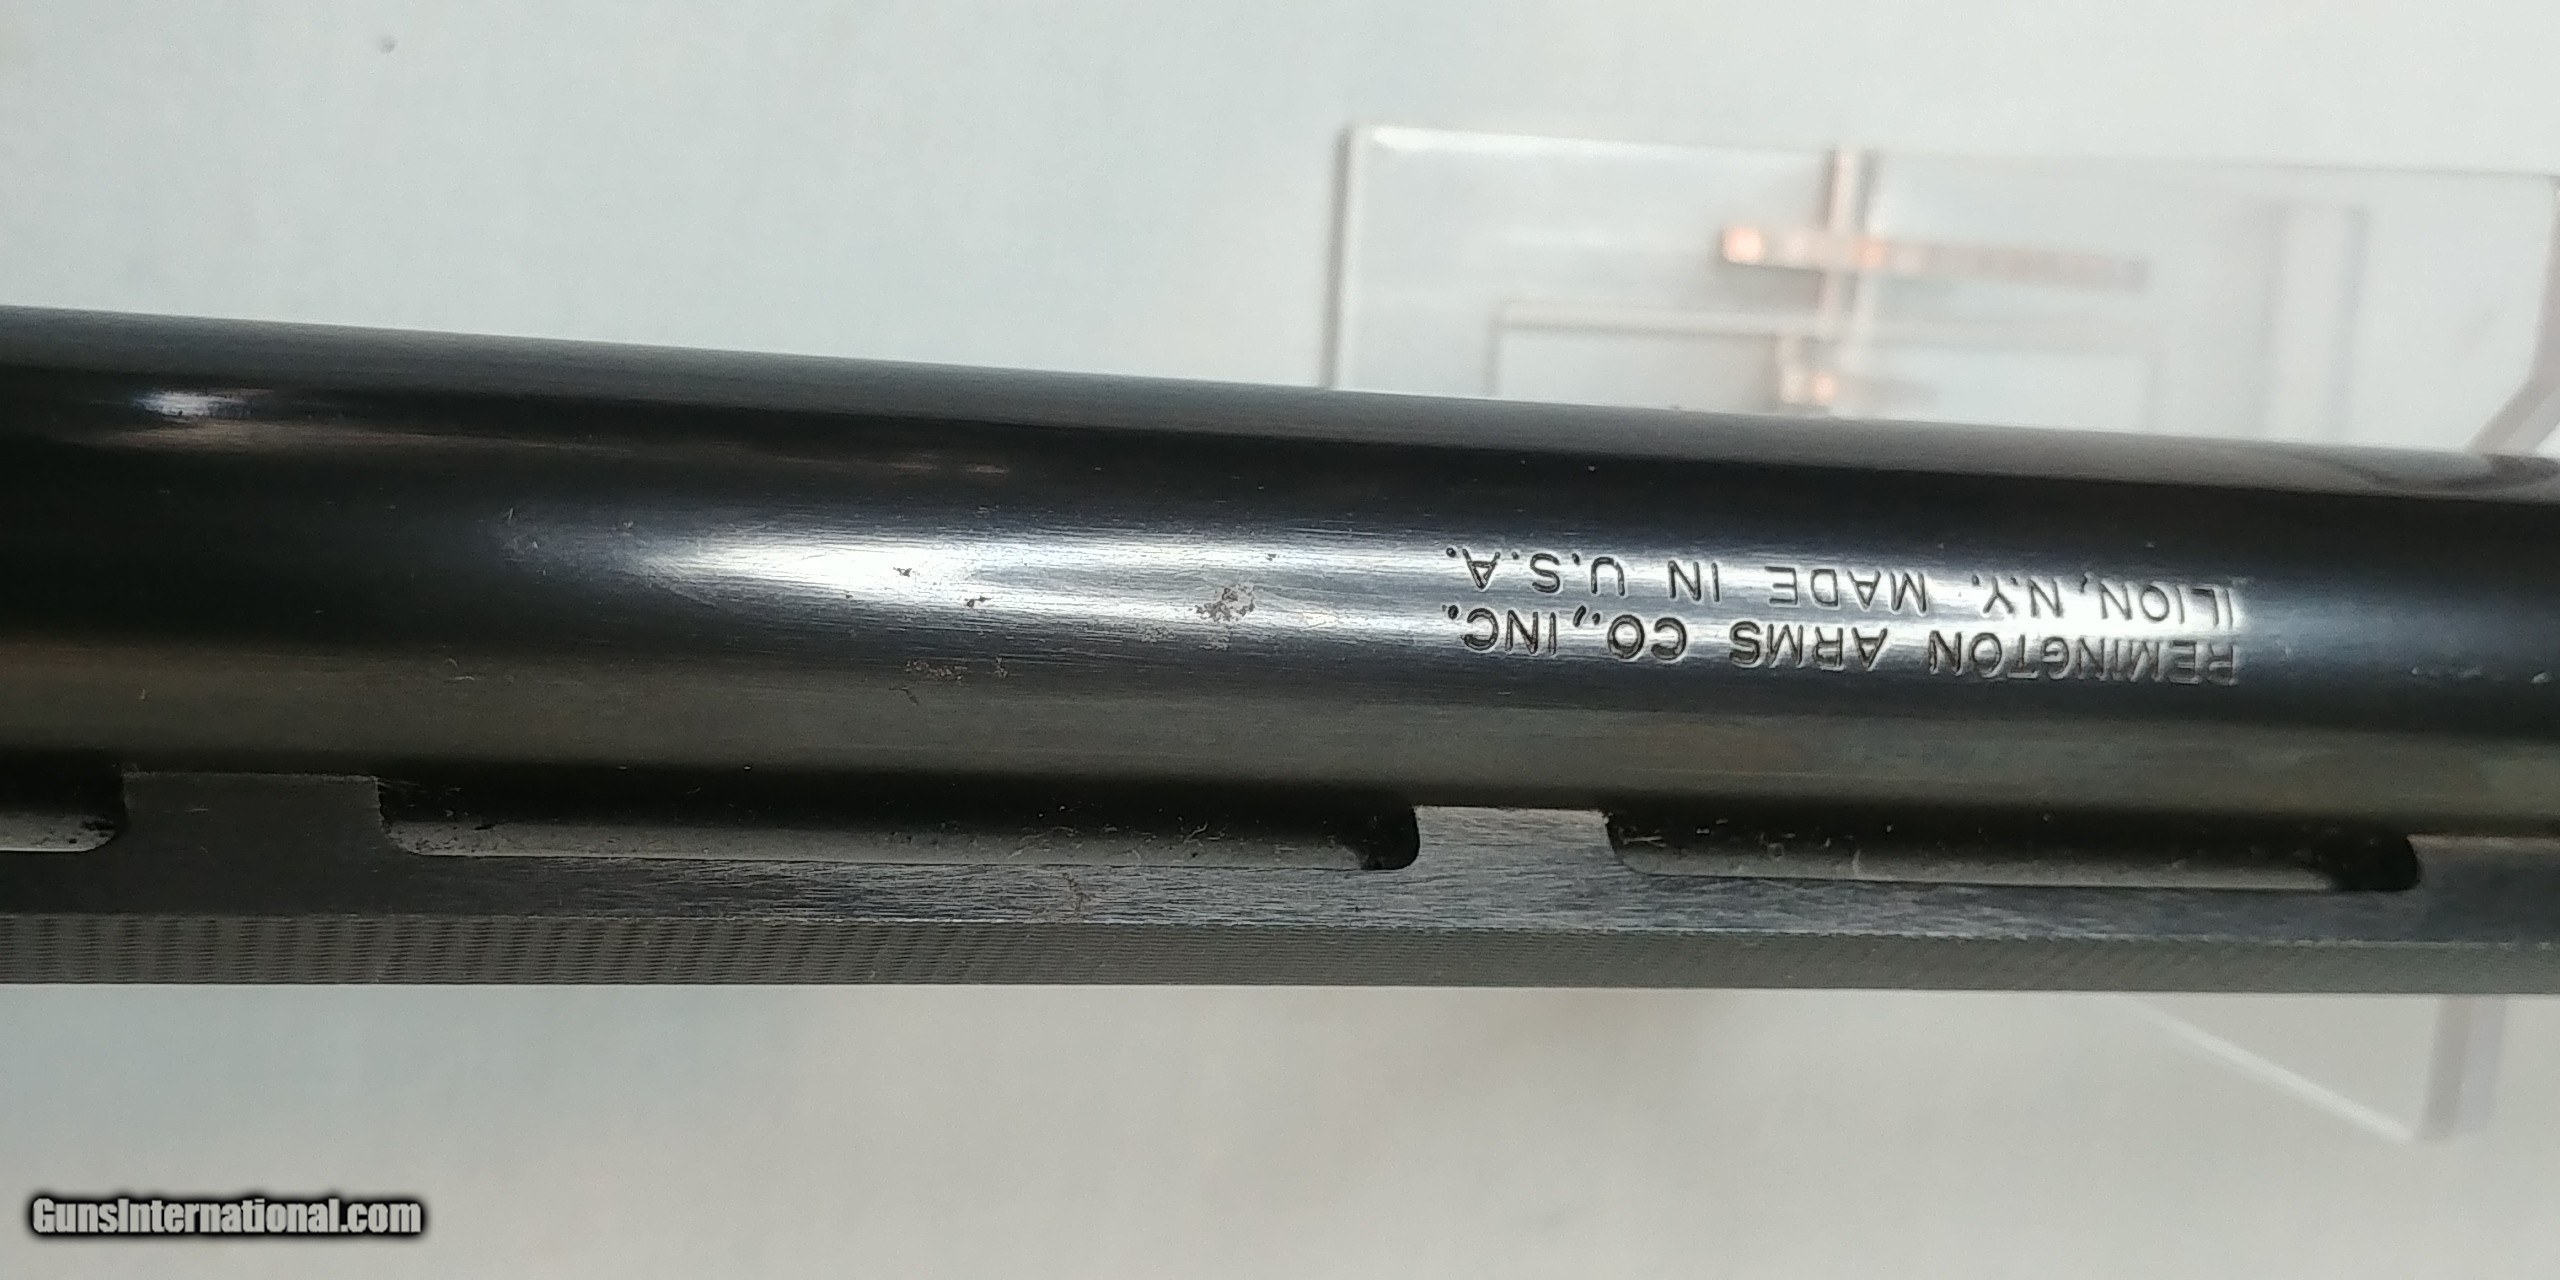 REMINGTON ARMS CO., INC.
ILION, N.Y. MADE IN U.S.A.
GunsInternational.com